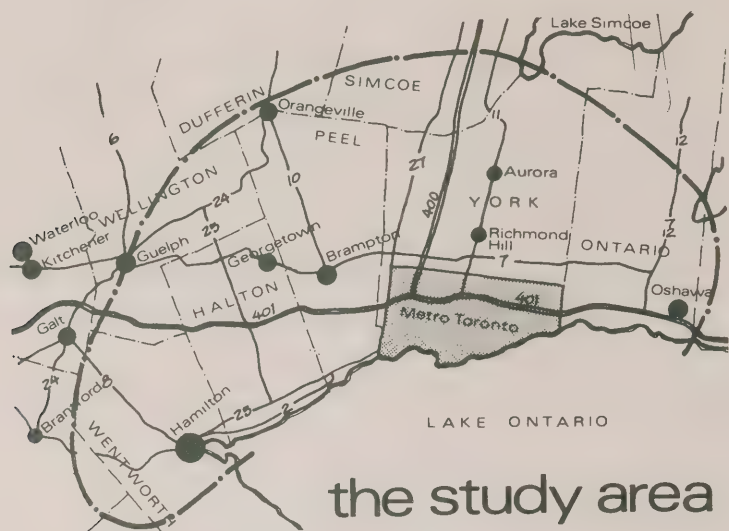 Lake Simcoe
SIMCOE
DUFFERIN
Orangeville
PEEL
11
12
6
27
400
Aurora
WELLINGTON
24
10
YORK
25
Waterloo
Kitchener
Guelph
Georgetown
Brampton
Richmond
Hill
7
ONTARIO
7
12
HALTON
401
401
Oshawa
Galt
Metro Toronto
24
Brantford
8
Hamilton
25
2
WENTWORTH
LAKE ONTARIO
the study area